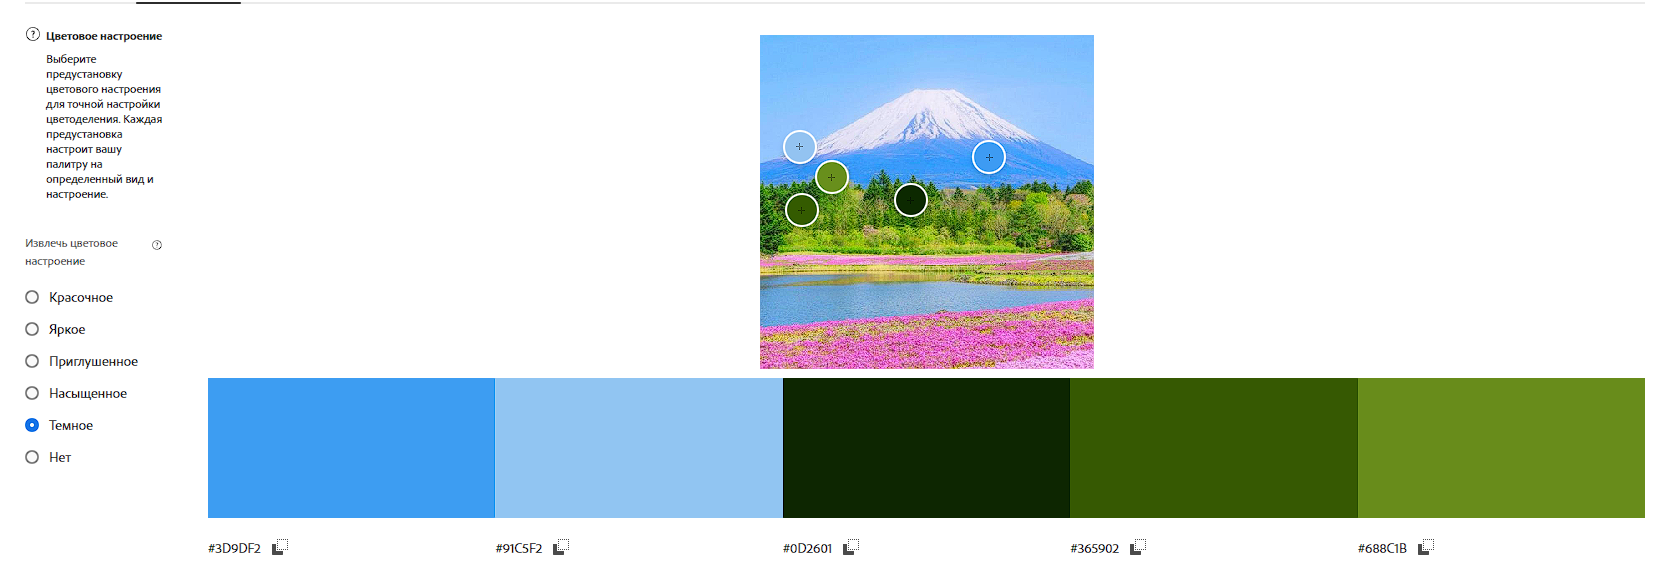 Цветовое настроение
Выберите
предустановку
цветового настроения
для точной настройки
цветоделения. Каждая
предустановка
настроит вашу
палитру на
определенный вид и
настроение.
Извлечь цветовое
настроение
Красочное
Яркое
Приглушенное
Насыщенное
Темное
Нет
#3D9DF2
#91C5F2
#0D2601
#365902
#688C1B